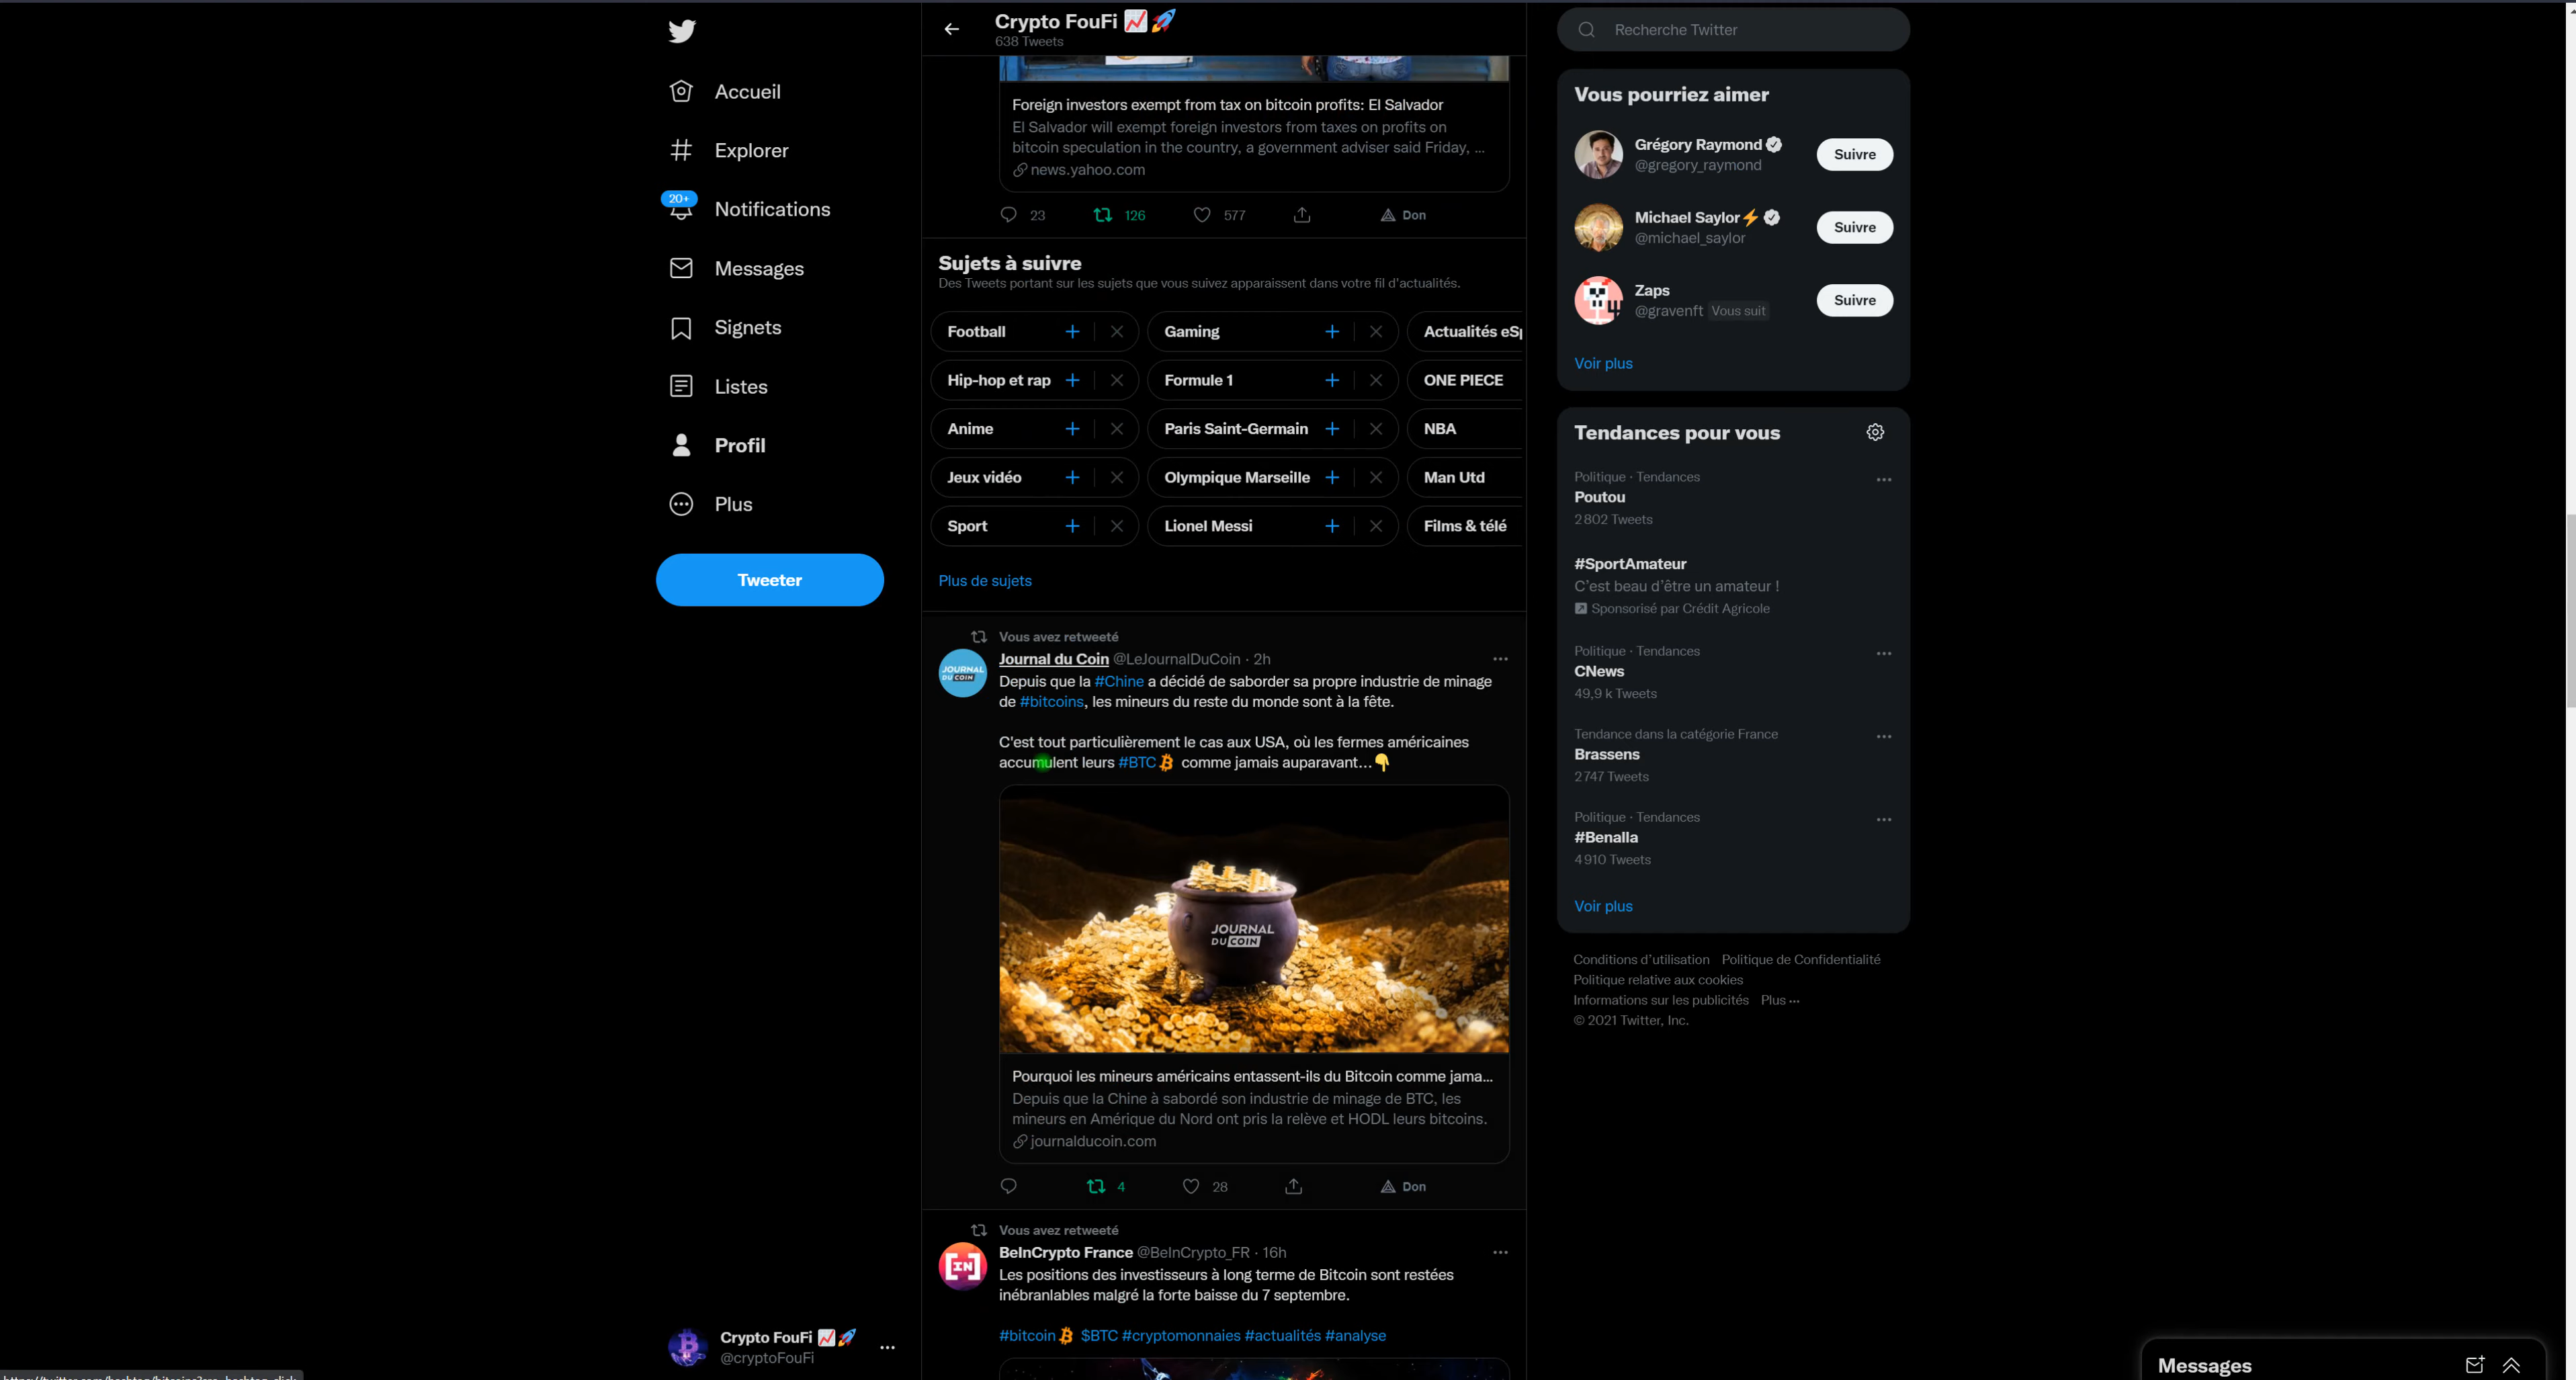 Accueil
Explorer
20+
Notifications
Messages
Signets
Listes
Profil
Plus
Tweeter
Crypto FouFi 📈🚀
@cryptoFouFi
Crypto FouFi 📈🚀
638 Tweets
Foreign investors exempt from tax on bitcoin profits: El Salvador
El Salvador will exempt foreign investors from taxes on profits on
bitcoin speculation in the country, a government adviser said Friday, ...
news.yahoo.com
23 126 577 Don
Sujets à suivre
Des Tweets portant sur les sujets que vous suivez apparaissent dans votre fil d'actualités.
Football Gaming Actualités
Hip-hop et rap Formule 1 ONE PIECE
Anime Paris Saint-Germain NBA
Jeux vidéo Olympique Marseille Man Utd
Sport Lionel Messi Films & télé
Plus de sujets
Vous avez retweeté
Journal du Coin @LeJournalDuCoin · 2h
JOURNAL
DU COIN
Depuis que la #Chine a décidé de saborder sa propre industrie de minage
de #bitcoins, les mineurs du reste du monde sont à la fête.
C'est tout particulièrement le cas aux USA, où les fermes américaines
accumulent leurs #BTC comme jamais auparavant...👇
JOURNAL
DU COIN
Pourquoi les mineurs américains entassent-ils du Bitcoin comme jama...
Depuis que la Chine à sabordé son industrie de minage de BTC, les
mineurs en Amérique du Nord ont pris la relève et HODL leurs bitcoins.
journalducoin.com
4 28 Don
Vous avez retweeté
BeInCrypto France @BeInCrypto_FR · 16h
IN
Les positions des investisseurs à long terme de Bitcoin sont restées
inébranlables malgré la forte baisse du 7 septembre.
#bitcoin $BTC #cryptomonnaies #actualités #analyse
Recherche Twitter
Vous pourriez aimer
Grégory Raymond
@gregory_raymond
Suivre
Michael Saylor⚡
@michael_saylor
Suivre
Zaps
@gravenft Vous suit
Suivre
Voir plus
Tendances pour vous
Politique · Tendances
Poutou
2 802 Tweets
#SportAmateur
C'est beau d'être un amateur !
Sponsorisé par Crédit Agricole
Politique · Tendances
CNews
49,9 k Tweets
Tendance dans la catégorie France
Brassens
2 747 Tweets
Politique · Tendances
#Benalla
4 910 Tweets
Voir plus
Conditions d'utilisation Politique de Confidentialité
Politique relative aux cookies
Informations sur les publicités Plus ...
© 2021 Twitter, Inc.
Messages